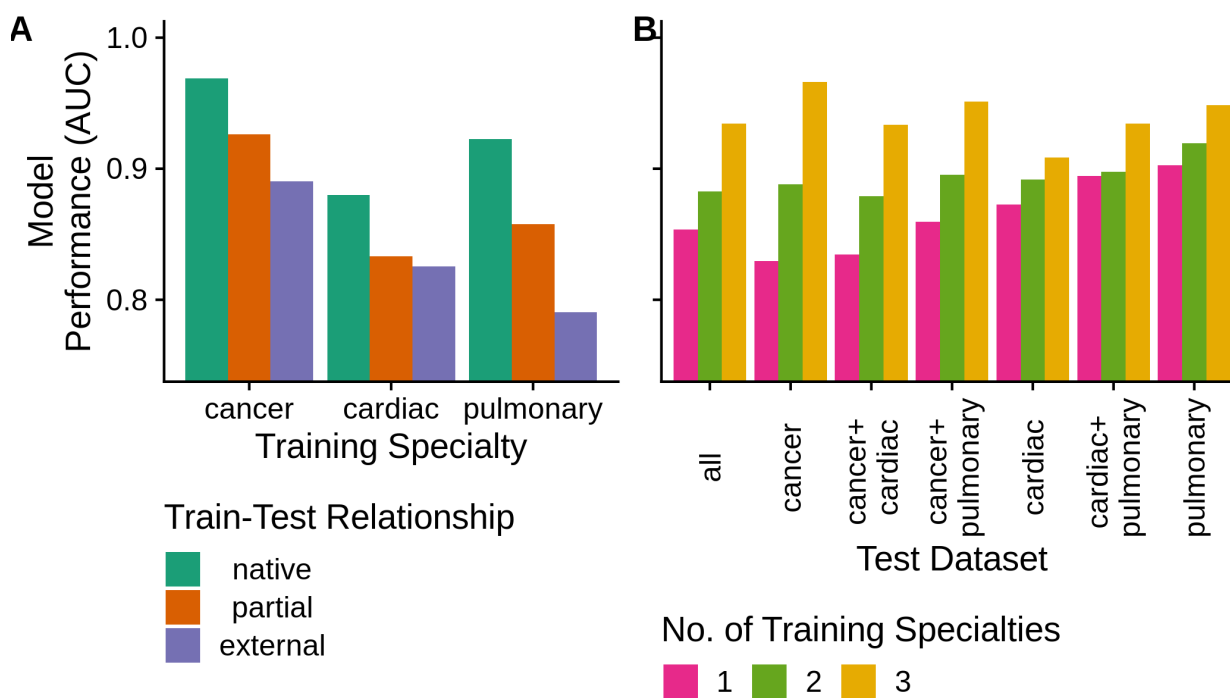 A
Model
Performance (AUC)
1.0
0.9
0.8
cancer cardiac pulmonary
Training Specialty
Train-Test Relationship
native
partial
external
B
all
cancer
cancer+
cardiac
cancer+
pulmonary
cardiac
cardiac+
pulmonary
pulmonary
Test Dataset
No. of Training Specialties
1 2 3